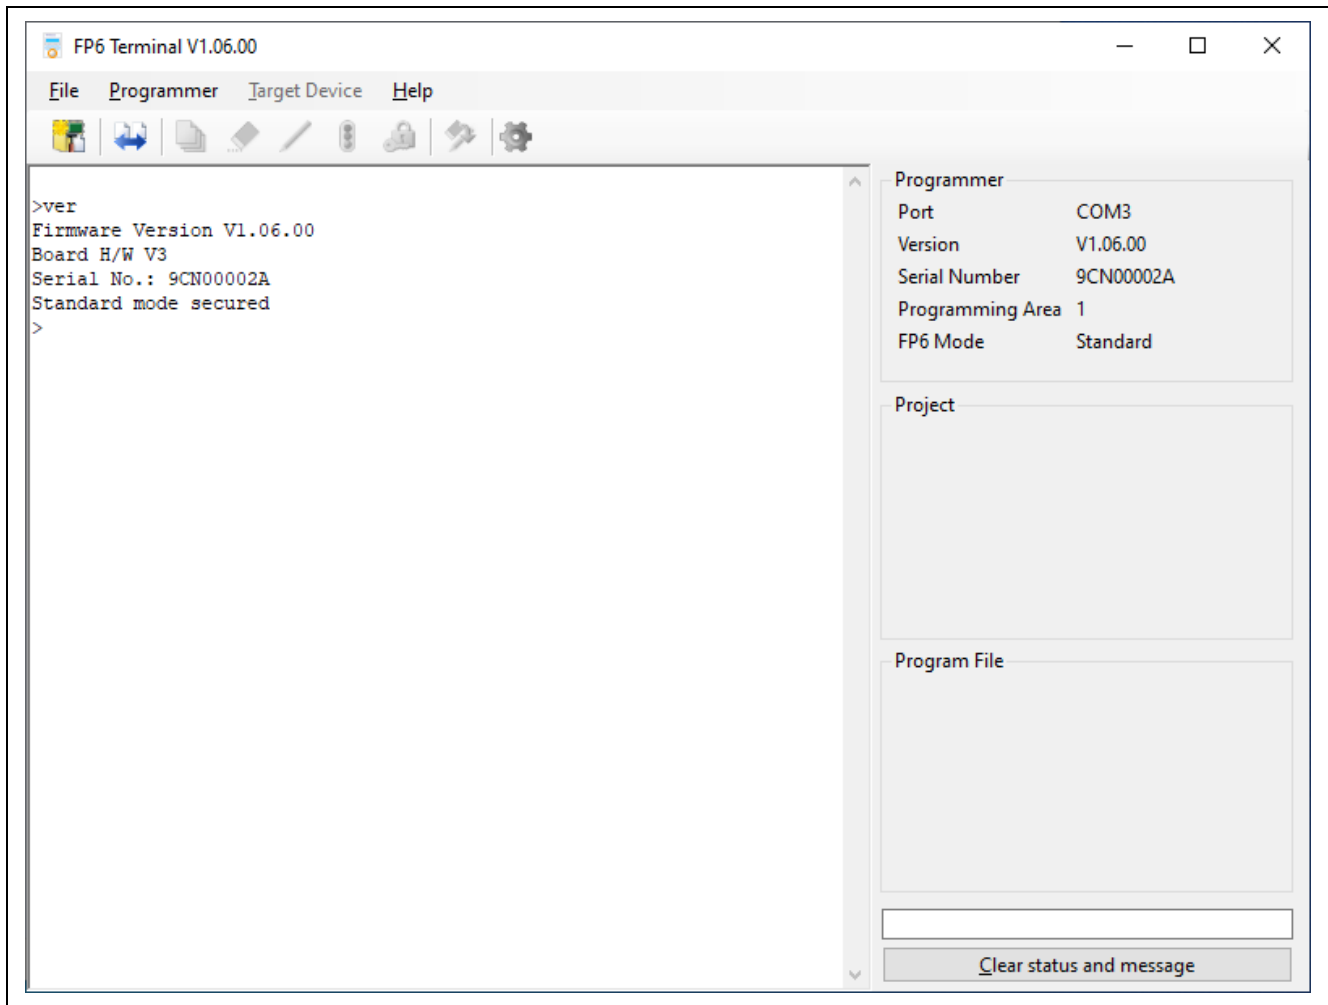 FP6 Terminal V1.06.00
File Programmer Target Device Help
>ver
Firmware Version V1.06.00
Board H/W V3
Serial No.: 9CN00002A
Standard mode secured
>
Programmer
Port COM3
Version V1.06.00
Serial Number 9CN00002A
Programming Area 1
FP6 Mode Standard
Project
Program File
Clear status and message